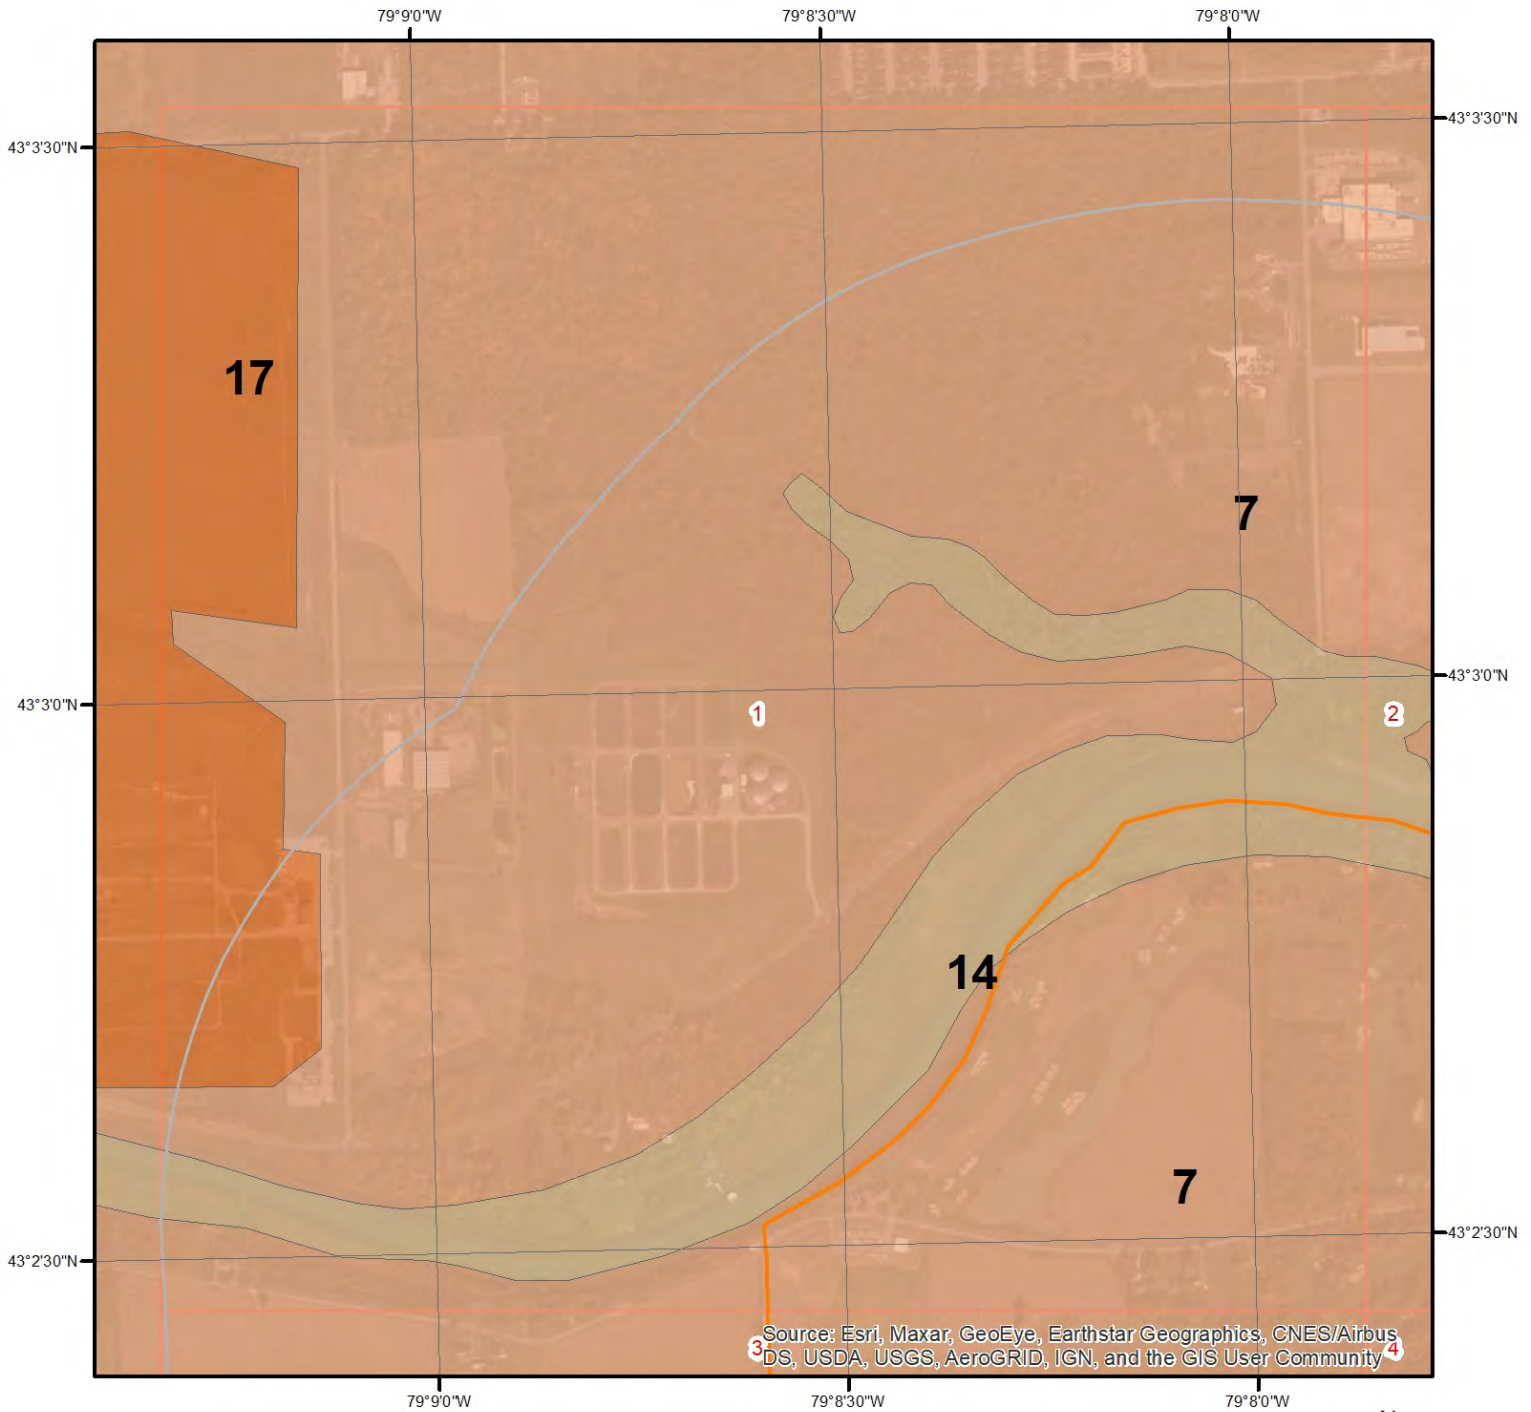 79°9'0"W 79°8'30"W 79°8'0"W
43°3'30"N 43°3'30"N
17
7
43°3'0"N 43°3'0"N
1 2
14
7
43°2'30"N 43°2'30"N
Source: Esri, Maxar, GeoEye, Earthstar Geographics, CNES/Airbus
3 DS, USDA, USGS, AeroGRID, IGN, and the GIS User Community 4
79°9'0"W 79°8'30"W 79°8'0"W